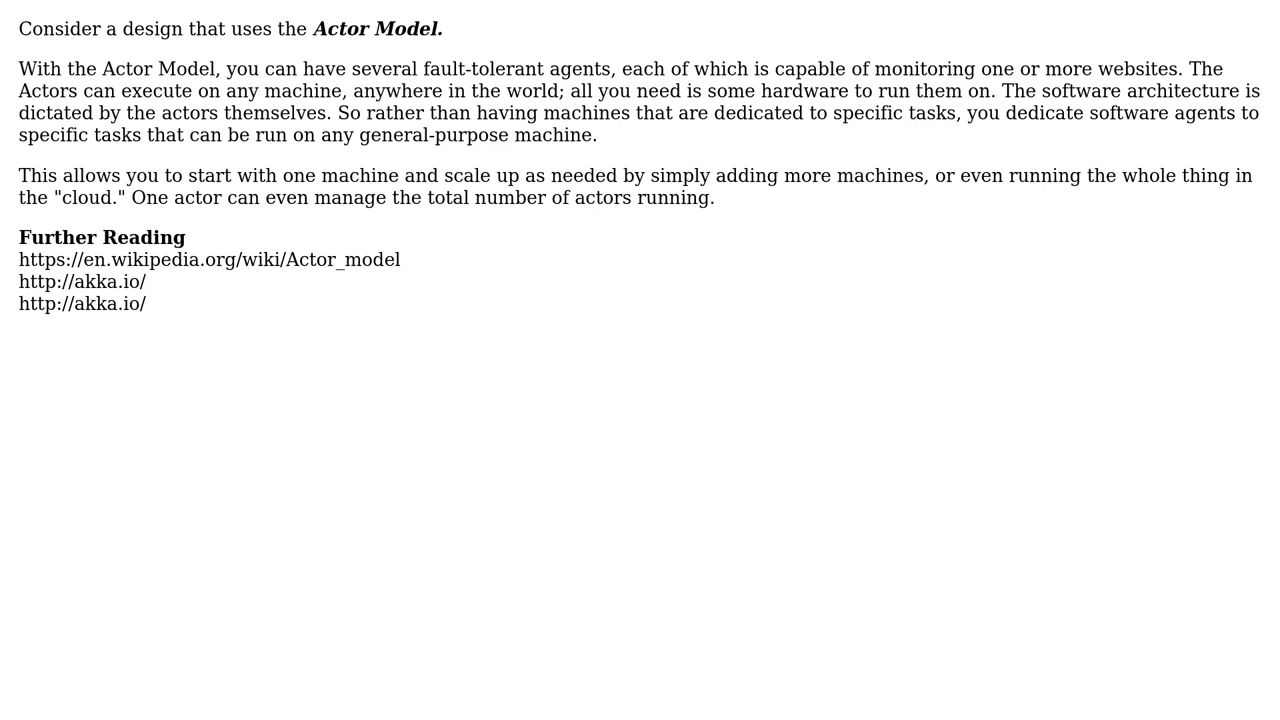 Consider a design that uses the Actor Model.
With the Actor Model, you can have several fault-tolerant agents, each of which is capable of monitoring one or more websites. The
Actors can execute on any machine, anywhere in the world; all you need is some hardware to run them on. The software architecture is
dictated by the actors themselves. So rather than having machines that are dedicated to specific tasks, you dedicate software agents to
specific tasks that can be run on any general-purpose machine.
This allows you to start with one machine and scale up as needed by simply adding more machines, or even running the whole thing in
the "cloud." One actor can even manage the total number of actors running.
Further Reading
https://en.wikipedia.org/wiki/Actor_model
http://akka.io/
http://akka.io/